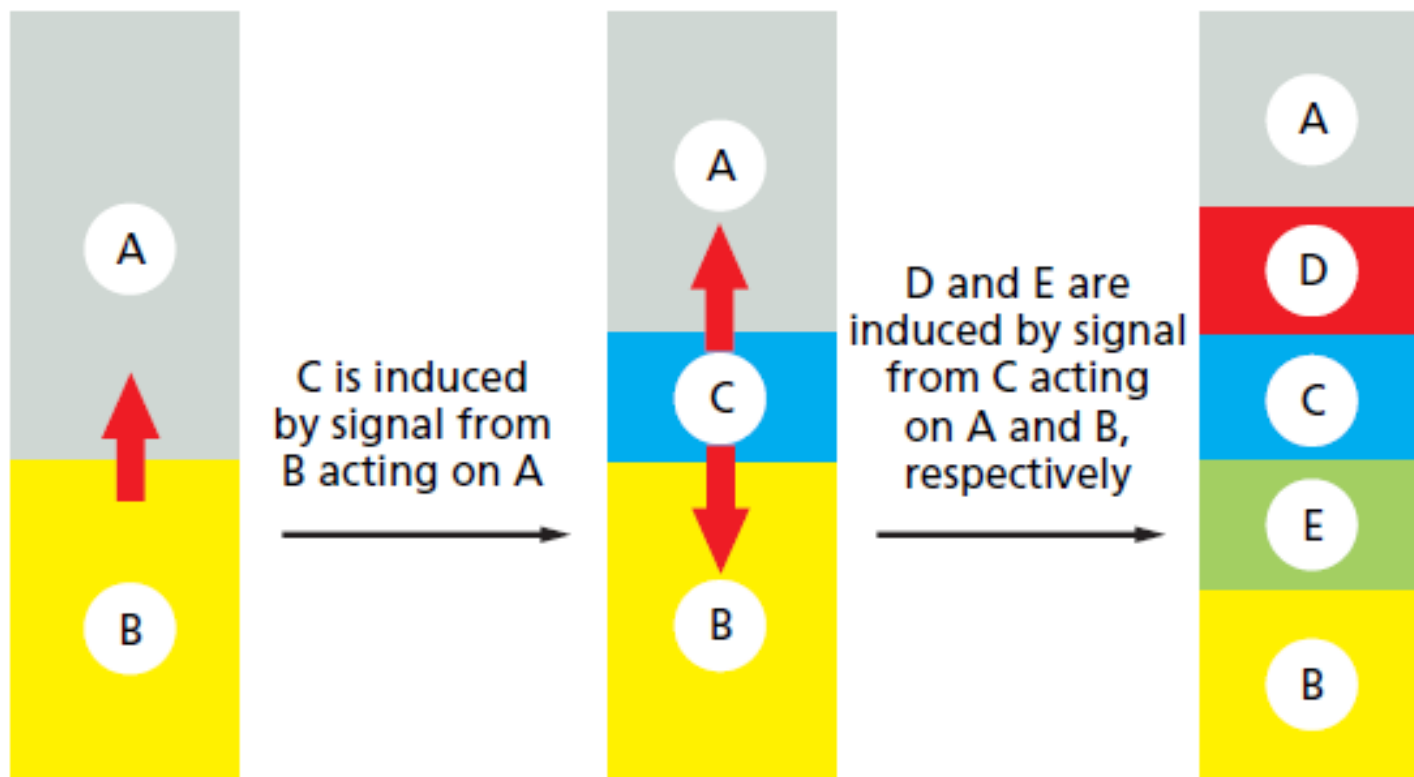 A
B
C is induced
by signal from
B acting on A
A
C
B
D and E are
induced by signal
from C acting
on A and B,
respectively
A
D
C
E
B